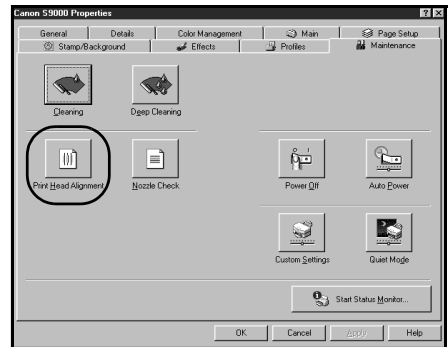 Canon S9000 Properties
General Details Color Management Main Page Setup
Stamp/Background Effects Profiles Maintenance
Cleaning Deep Cleaning
Print Head Alignment Nozzle Check Power Off Auto Power
Custom Settings Quiet Mode
Start Status Monitor...
OK Cancel Apply Help